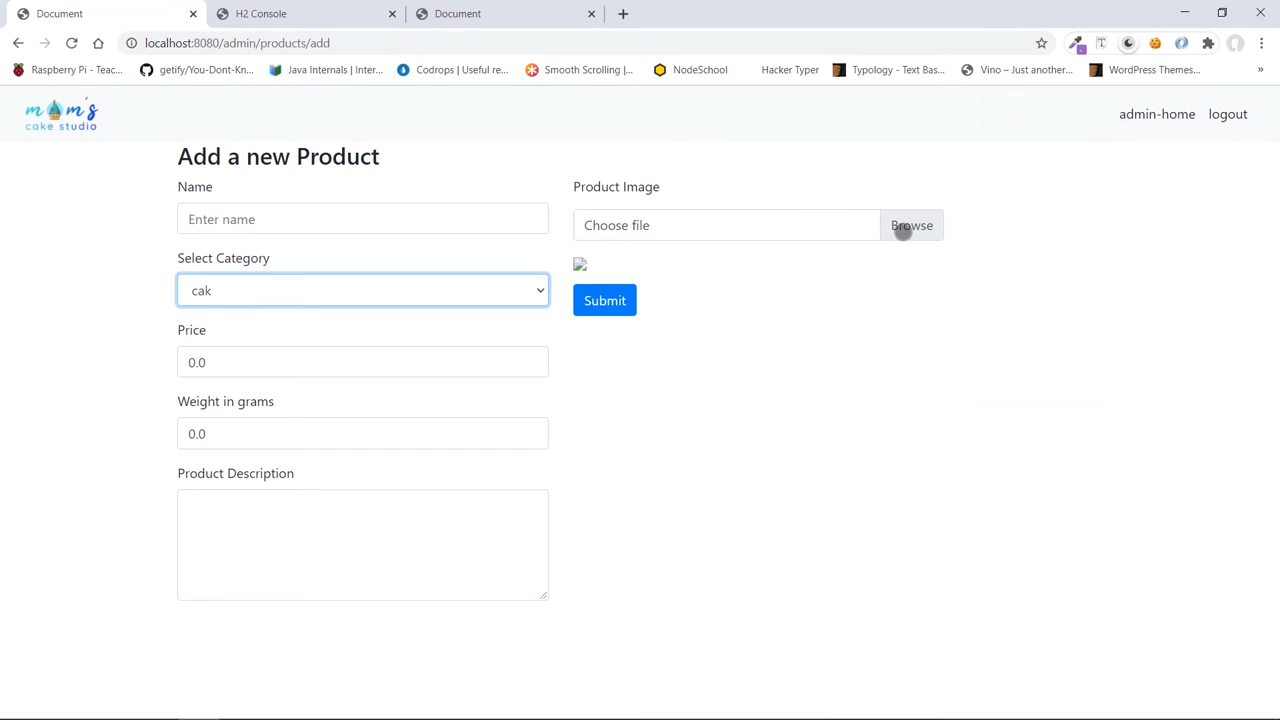 Document
H2 Console
Document
localhost:8080/admin/products/add
Raspberry Pi - Teac...
getify/You-Dont-Kn...
Java Internals | Inter...
Codrops | Useful re...
Smooth Scrolling |...
NodeSchool
Hacker Typer
Typology - Text Bas...
Vino – Just another...
WordPress Themes...
mom's
cake studio
admin-home
logout
Add a new Product
Name
Enter name
Select Category
cak
Price
0.0
Weight in grams
0.0
Product Description
Product Image
Choose file
Browse
Submit